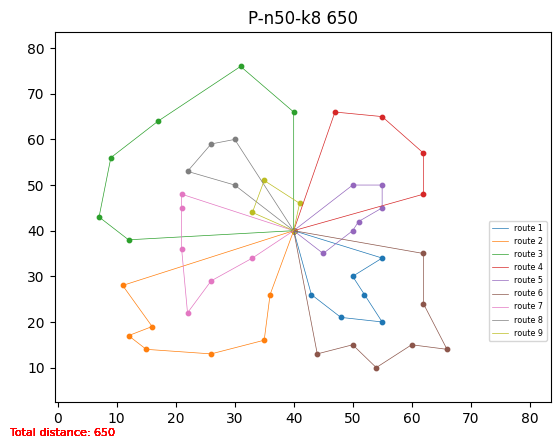 P-n50-k8 650
80
70
60
50
40
30
20
10
0 10 20 30 40 50 60 70 80
route 1
route 2
route 3
route 4
route 5
route 6
route 7
route 8
route 9
Total distance: 650